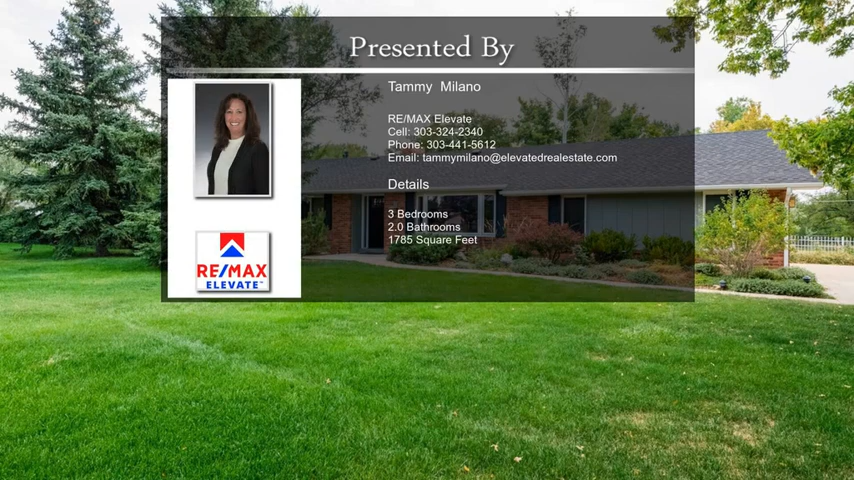 Presented By
Tammy Milano
RE/MAX Elevate
Cell: 303-324-2340
Phone: 303-441-5612
Email: tammymilano@elevatedrealestate.com
Details
3 Bedrooms
2.0 Bathrooms
1785 Square Feet
RE/MAX
ELEVATE™